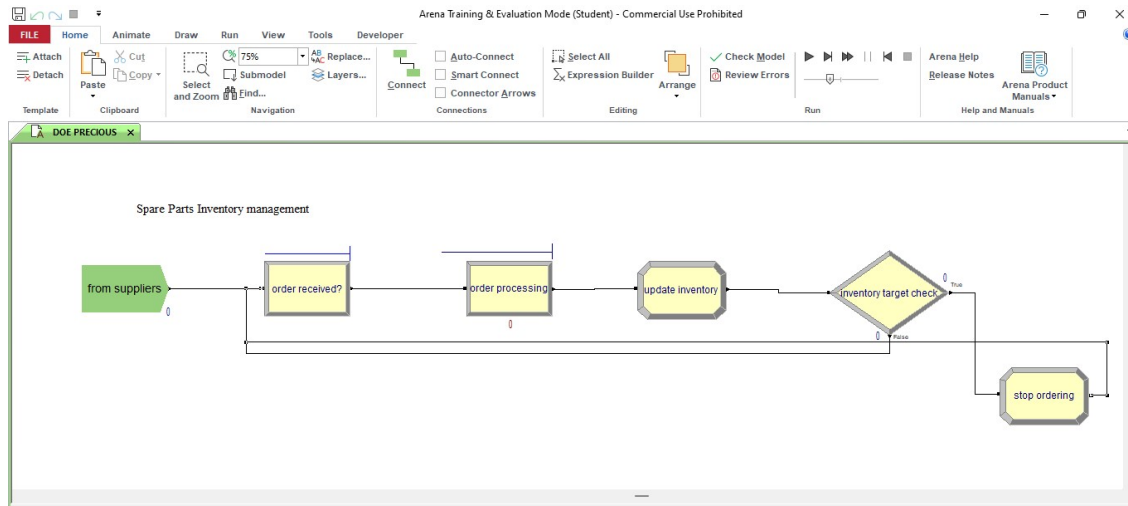 Arena Training & Evaluation Mode (Student) - Commercial Use Prohibited
FILE Home Animate Draw Run View Tools Developer
Attach
Detach
Template
Paste
Cut
Copy
Clipboard
Select and Zoom
75%
Submodel
Find...
AB AC Replace...
Layers...
Navigation
Connect
Auto-Connect
Smart Connect
Connector Arrows
Connections
Select All
Expression Builder
Arrange
Editing
Check Model
Review Errors
Run
Arena Help
Release Notes
Arena Product Manuals
Help and Manuals
DOE PRECIOUS
Spare Parts Inventory management
from suppliers
0
order received?
order processing
0
update inventory
inventory target check
0
True
0
False
stop ordering